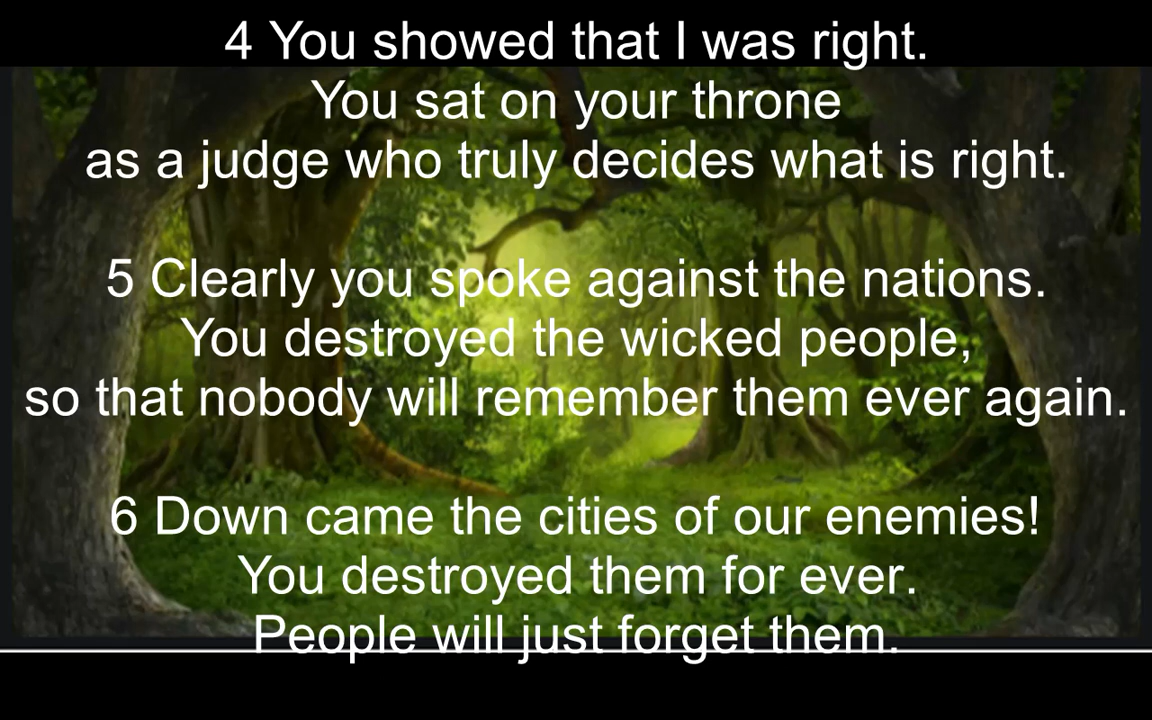 4 You showed that I was right.
You sat on your throne
as a judge who truly decides what is right.
5 Clearly you spoke against the nations.
You destroyed the wicked people,
so that nobody will remember them ever again.
6 Down came the cities of our enemies!
You destroyed them for ever.
People will just forget them.